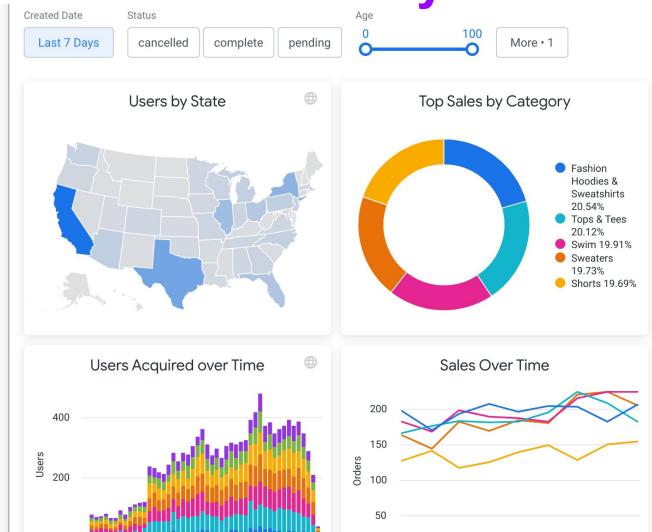 Created Date
Status
Age
Last 7 Days
cancelled
complete
pending
0
100
More • 1
Users by State
Top Sales by Category
Fashion
Hoodies &
Sweatshirts
20.54%
Tops & Tees
20.12%
Swim 19.91%
Sweaters
19.73%
Shorts 19.69%
Users Acquired over Time
400
200
Users
Sales Over Time
200
150
100
50
Orders